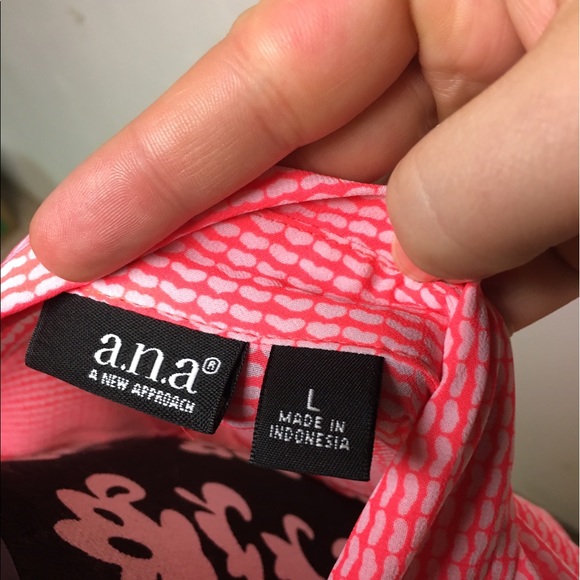 a.n.a®
A NEW APPROACH
L
MADE IN
INDONESIA